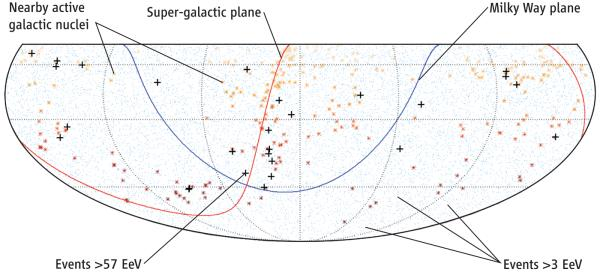 Nearby active
galactic nuclei
Super-galactic plane
Milky Way plane
Events >57 EeV
Events >3 EeV